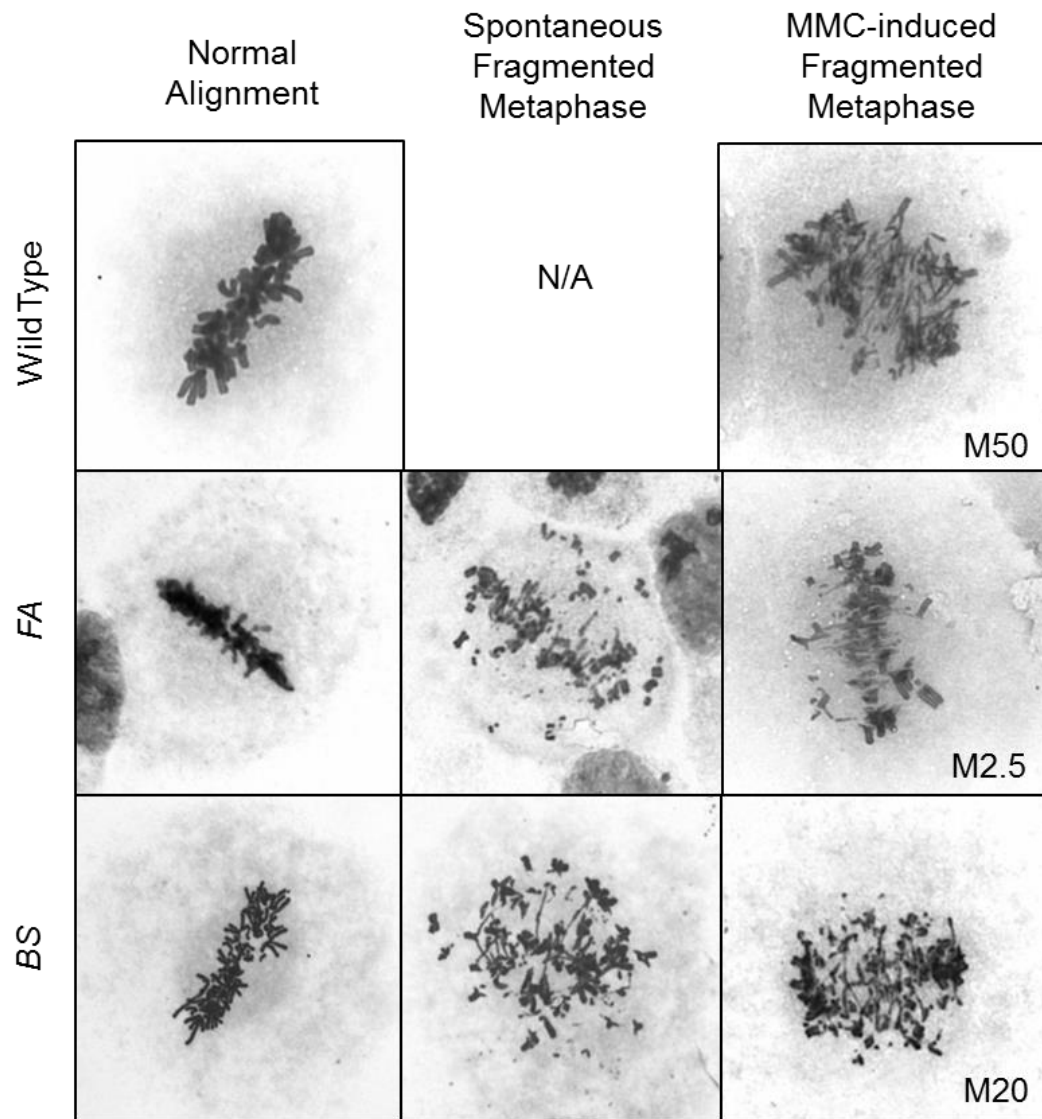 Normal
Alignment
Spontaneous
Fragmented
Metaphase
MMC-induced
Fragmented
Metaphase
Wild Type
N/A
M50
FA
M2.5
BS
M20